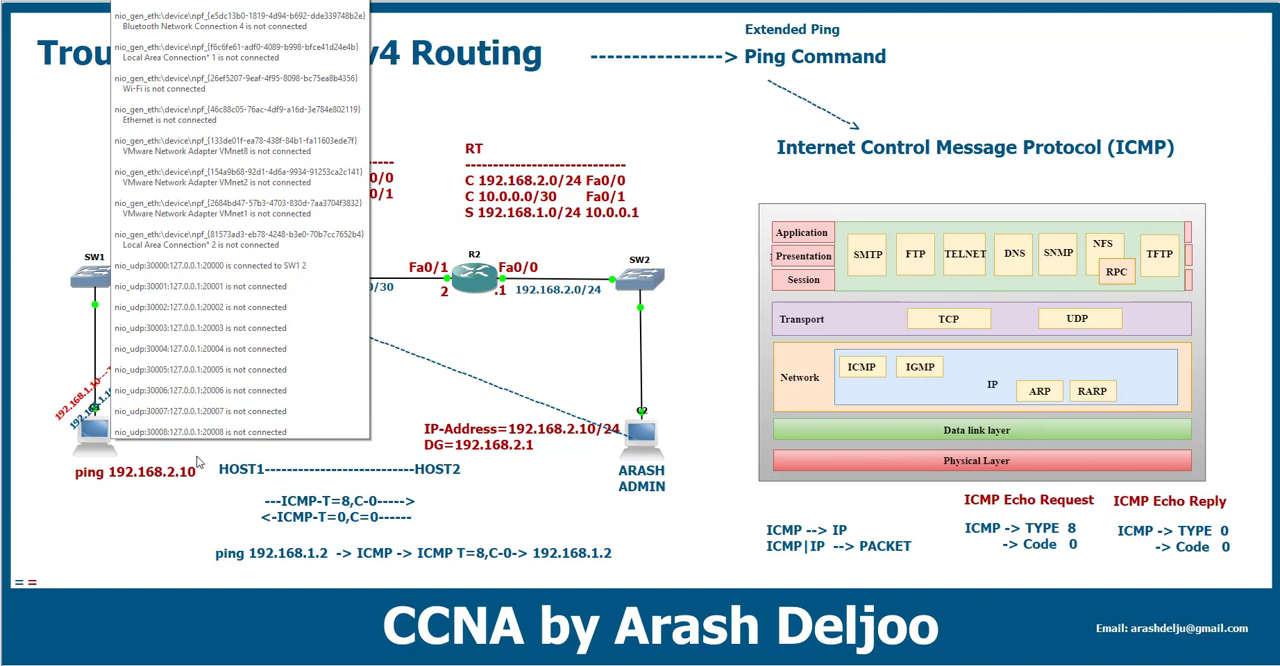 Extended Ping
Trou
v4 Routing
-----------------> Ping Command
Internet Control Message Protocol (ICMP)
nio_gen_eth:\device\npf_{e5dc13b0-1819-4d94-b692-dde339748b2e}
Bluetooth Network Connection 4 is not connected
nio_gen_eth:\device\npf_{f6c6fe61-adf0-4089-b998-bfce41d24e4b}
Local Area Connection* 1 is not connected
nio_gen_eth:\device\npf_{26ef5207-9eaf-4f95-8098-bc75ea8b4356}
Wi-Fi is not connected
nio_gen_eth:\device\npf_{46c88c05-76ac-4df9-a16d-3e784e802119}
Ethernet is not connected
nio_gen_eth:\device\npf_{133de01f-ea78-438f-84b1-fa11603ede7f}
VMware Network Adapter VMnet8 is not connected
nio_gen_eth:\device\npf_{154a9b68-92d1-4d6a-9934-91253ca2c141}
VMware Network Adapter VMnet2 is not connected
nio_gen_eth:\device\npf_{2684bd47-57b3-4703-830d-7aa3704f3832}
VMware Network Adapter VMnet1 is not connected
nio_gen_eth:\device\npf_{81573ad3-eb78-4248-b3e0-70b7cc7652b4}
Local Area Connection* 2 is not connected
nio_udp:30000:127.0.0.1:20000 is connected to SW1 2
nio_udp:30001:127.0.0.1:20001 is not connected
nio_udp:30002:127.0.0.1:20002 is not connected
nio_udp:30003:127.0.0.1:20003 is not connected
nio_udp:30004:127.0.0.1:20004 is not connected
nio_udp:30005:127.0.0.1:20005 is not connected
nio_udp:30006:127.0.0.1:20006 is not connected
nio_udp:30007:127.0.0.1:20007 is not connected
nio_udp:30008:127.0.0.1:20008 is not connected
0/0
0/1
RT
-----------------------------
C 192.168.2.0/24 Fa0/0
C 10.0.0.0/30 Fa0/1
S 192.168.1.0/24 10.0.0.1
SW1
R2
SW2
Fa0/1
Fa0/0
0/30
2
.1
192.168.2.0/24
192.168.1.10---
ping 192.168.2.10
IP-Address=192.168.2.10/24
DG=192.168.2.1
ARASH
ADMIN
HOST1---------------------------HOST2
---ICMP-T=8,C-0----->
<-ICMP-T=0,C=0------
ping 192.168.1.2 -> ICMP -> ICMP T=8,C-0-> 192.168.1.2
Application
Presentation
Session
SMTP
FTP
TELNET
DNS
SNMP
NFS
RPC
TFTP
Transport
TCP
UDP
Network
ICMP
IGMP
IP
ARP
RARP
Data link layer
Physical Layer
ICMP --> IP
ICMP|IP --> PACKET
ICMP Echo Request
ICMP -> TYPE 8
-> Code 0
ICMP Echo Reply
ICMP -> TYPE 0
-> Code 0
CCNA by Arash Deljoo
Email: arashdelju@gmail.com